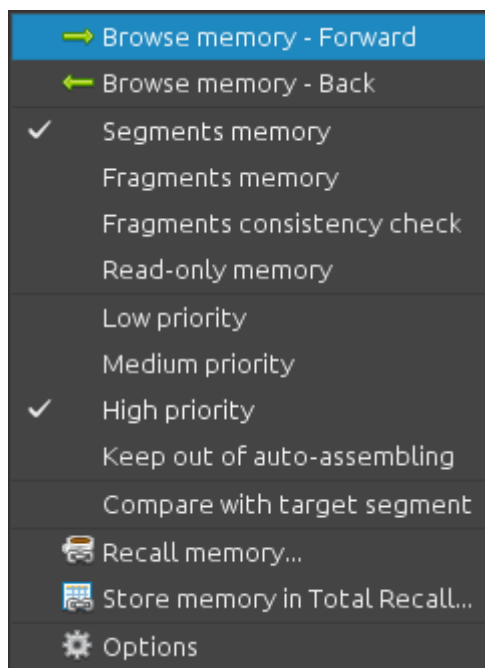 Browse memory - Forward
Browse memory - Back
Segments memory
Fragments memory
Fragments consistency check
Read-only memory
Low priority
Medium priority
High priority
Keep out of auto-assembling
Compare with target segment
Recall memory...
Store memory in Total Recall...
Options